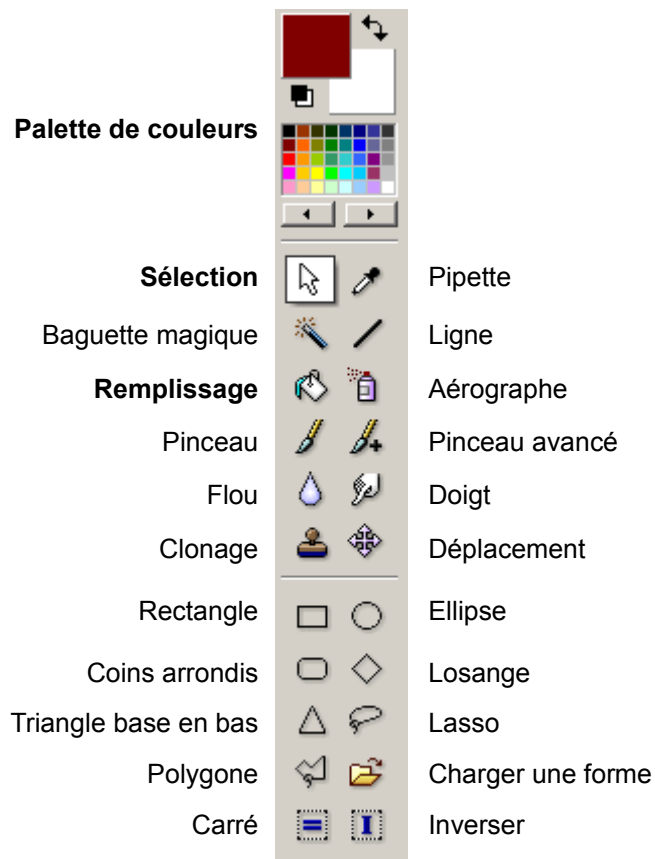 Palette de couleurs
Sélection Pipette
Baguette magique Ligne
Remplissage Aérographe
Pinceau Pinceau avancé
Flou Doigt
Clonage Déplacement
Rectangle Ellipse
Coins arrondis Losange
Triangle base en bas Lasso
Polygone Charger une forme
Carré Inverser